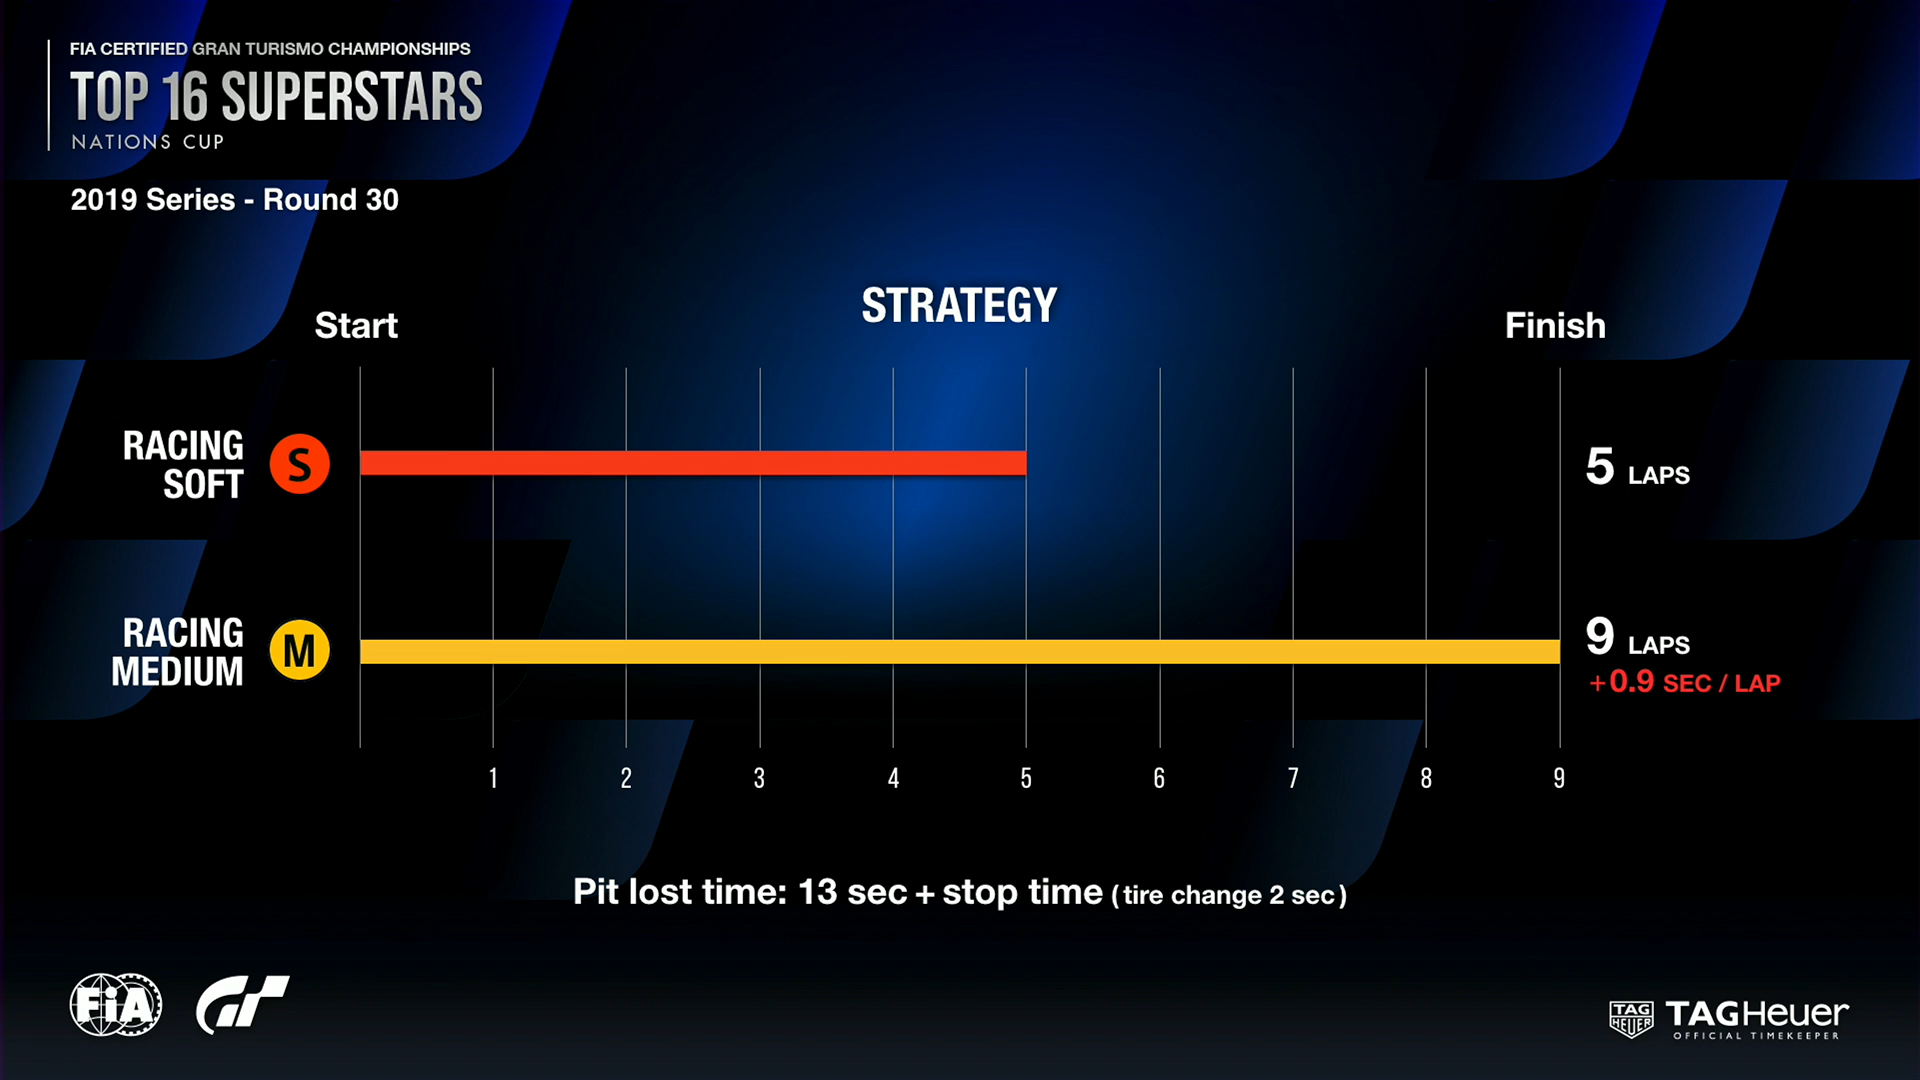 FIA CERTIFIED GRAN TURISMO CHAMPIONSHIPS
TOP 16 SUPERSTARS
NATIONS CUP
2019 Series - Round 30
STRATEGY
Start
Finish
RACING
SOFT
S
5 LAPS
RACING
MEDIUM
M
9 LAPS
+0.9 SEC / LAP
1 2 3 4 5 6 7 8 9
Pit lost time: 13 sec + stop time (tire change 2 sec)
FiA
GT
TAG
HEUER
TAGHeuer
OFFICIAL TIMEKEEPER